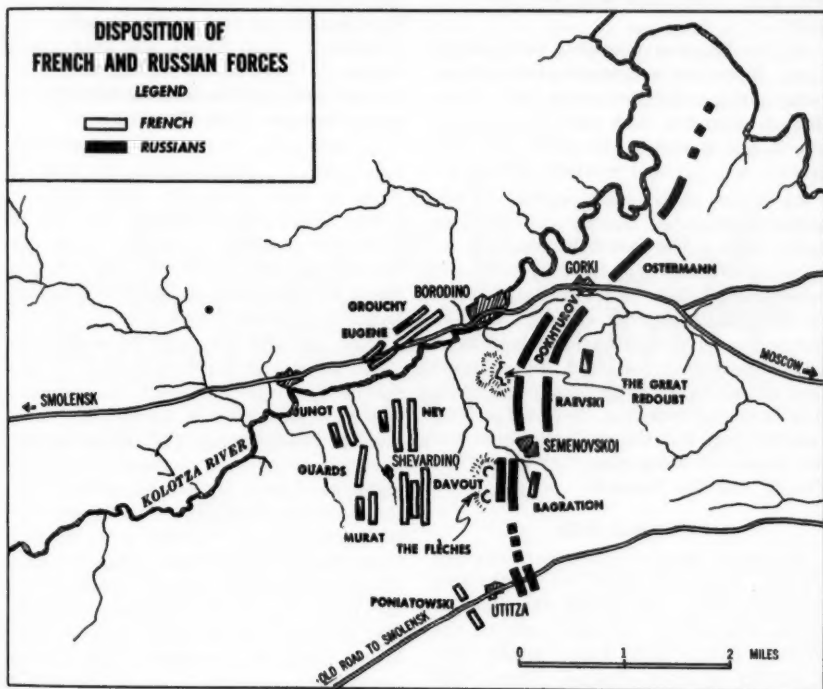 DISPOSITION OF
FRENCH AND RUSSIAN FORCES
LEGEND
FRENCH
RUSSIANS
GORKI
OSTERMANN
BORODINO
GROUCHY
EUGENE
DOKHTUROV
MOSCOW
THE GREAT
REDOUBT
SMOLENSK
JUNOT
NEY
RAEVSKI
SEMENOVSKOI
GUARDS
SHEVARDINO
DAVOUT
KOLOTZA RIVER
BAGRATION
MURAT
THE FLÈCHES
PONIATOWSKI
UTITZA
OLD ROAD TO SMOLENSK
0 1 2 MILES